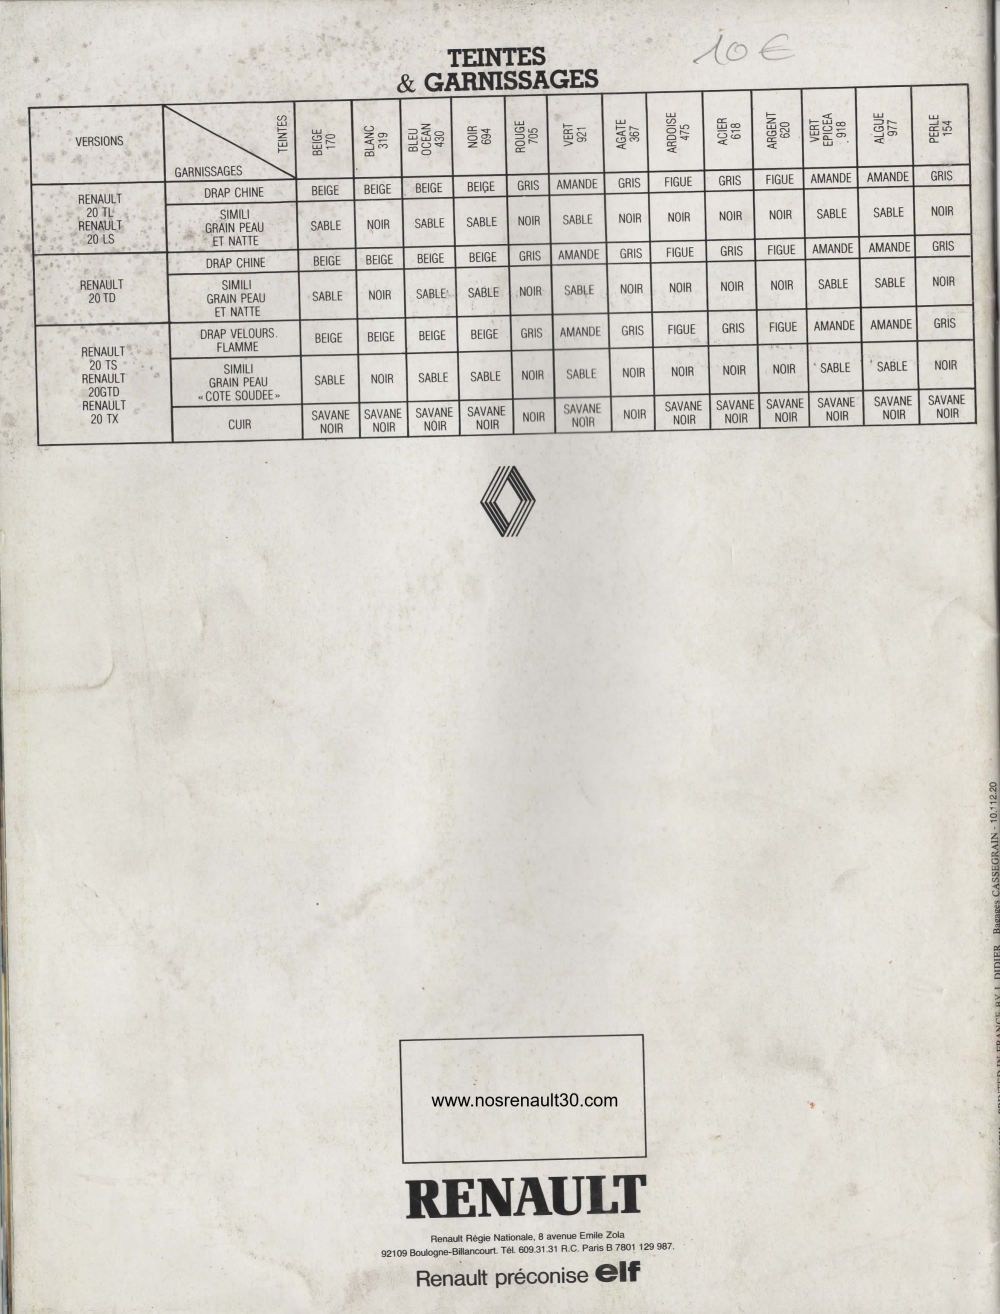 10 €
TEINTES
& GARNISSAGES
VERSIONS
GARNISSAGES
TEINTES
BEIGE 170
BLANC 319
BLEU OCEAN 430
NOIR 694
ROUGE 705
VERT 921
AGATE 367
ARDOISE 475
ACIER 618
ARGENT 620
VERT EPICEA 918
ALGUE 977
PERLE 154
RENAULT
20 TL
RENAULT
20 LS
DRAP CHINE BEIGE BEIGE BEIGE BEIGE GRIS AMANDE GRIS FIGUE GRIS FIGUE AMANDE AMANDE GRIS
SIMILI
GRAIN PEAU
ET NATTE
SABLE NOIR SABLE SABLE NOIR SABLE NOIR NOIR NOIR NOIR SABLE SABLE NOIR
RENAULT
20 TD
DRAP CHINE BEIGE BEIGE BEIGE BEIGE GRIS AMANDE GRIS FIGUE GRIS FIGUE AMANDE AMANDE GRIS
SIMILI
GRAIN PEAU
ET NATTE
SABLE NOIR SABLE SABLE NOIR SABLE NOIR NOIR NOIR NOIR SABLE SABLE NOIR
RENAULT
20 TS
RENAULT
20GTD
RENAULT
20 TX
DRAP VELOURS.
FLAMME
BEIGE BEIGE BEIGE BEIGE GRIS AMANDE GRIS FIGUE GRIS FIGUE AMANDE AMANDE GRIS
SIMILI
GRAIN PEAU
«COTE SOUDEE»
SABLE NOIR SABLE SABLE NOIR SABLE NOIR NOIR NOIR NOIR SABLE SABLE NOIR
CUIR
SAVANE SAVANE SAVANE SAVANE NOIR SAVANE NOIR SAVANE SAVANE SAVANE SAVANE SAVANE SAVANE
NOIR NOIR NOIR NOIR NOIR NOIR NOIR NOIR NOIR NOIR NOIR
www.nosrenault30.com
RENAULT
Renault Régie Nationale, 8 avenue Emile Zola
92109 Boulogne-Billancourt. Tél. 609.31.31 R.C. Paris B 7801 129 987.
Renault préconise elf
PRINTED IN FRANCE BY J. DIDIER Bagages CASSEGRAIN - 10.112.20